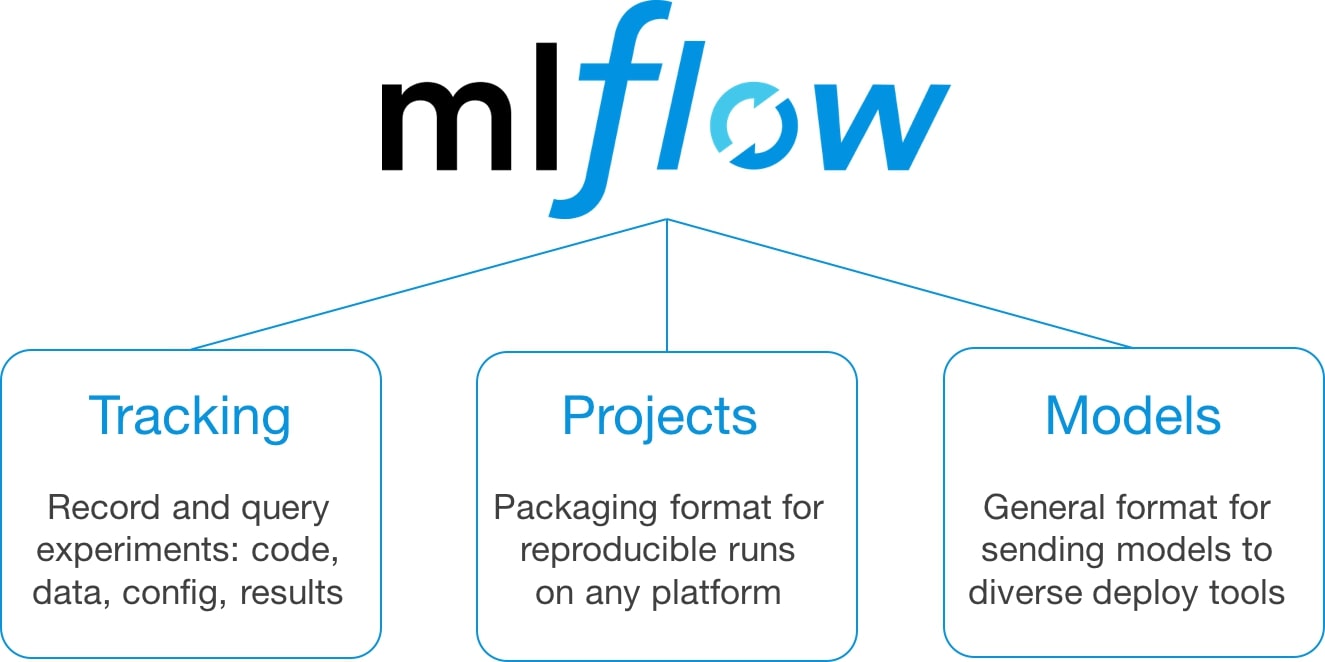 mlflow
Tracking
Record and query
experiments: code,
data, config, results
Projects
Packaging format for
reproducible runs
on any platform
Models
General format for
sending models to
diverse deploy tools